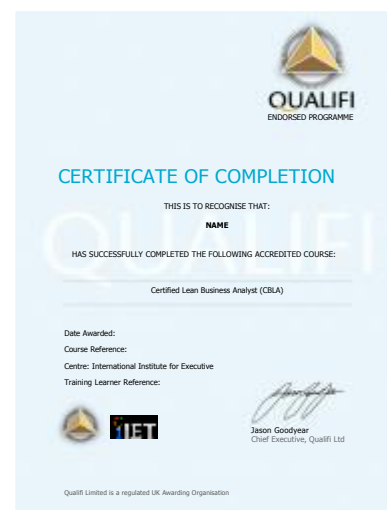 QUALIFI
ENDORSED PROGRAMME
CERTIFICATE OF COMPLETION
THIS IS TO RECOGNISE THAT:
NAME
QUALIFI
HAS SUCCESSFULLY COMPLETED THE FOLLOWING ACCREDITED COURSE:
Certified Lean Business Analyst (CBLA)
Date Awarded:
Course Reference:
Centre: International Institute for Executive
Training Learner Reference:
iIET
Jason Goodyear
Chief Executive, Qualifi Ltd
Qualifi Limited is a regulated UK Awarding Organisation